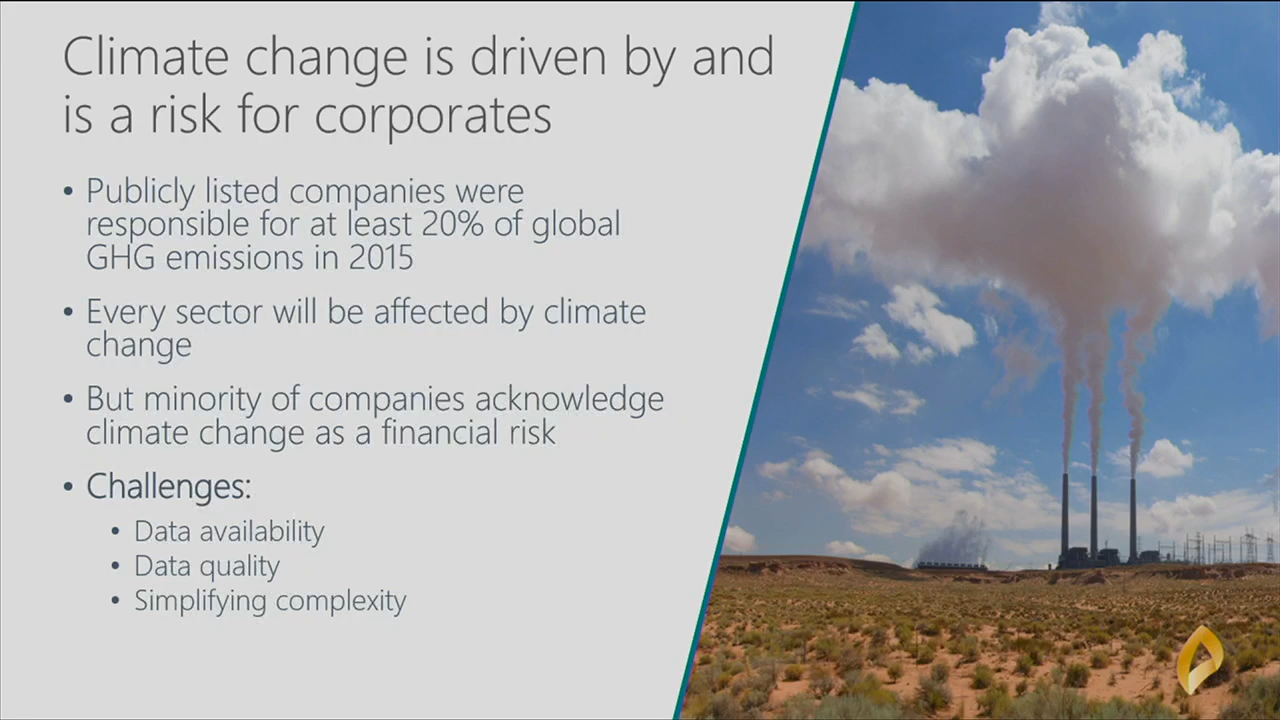 Climate change is driven by and
is a risk for corporates
• Publicly listed companies were
responsible for at least 20% of global
GHG emissions in 2015
• Every sector will be affected by climate
change
• But minority of companies acknowledge
climate change as a financial risk
• Challenges:
• Data availability
• Data quality
• Simplifying complexity